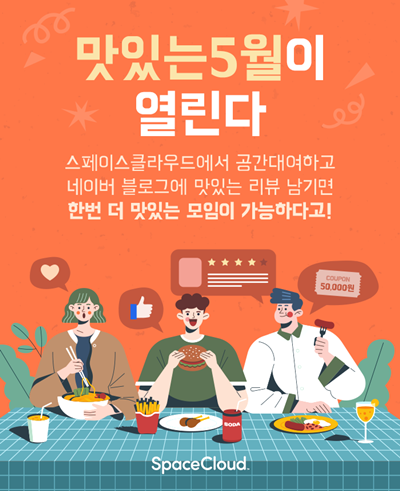 맛있는5월이
열린다
스페이스클라우드에서 공간대여하고
네이버 블로그에 맛있는 리뷰 남기면
한번 더 맛있는 모임이 가능하다고!
COUPON
50,000원
SODA
SpaceCloud.